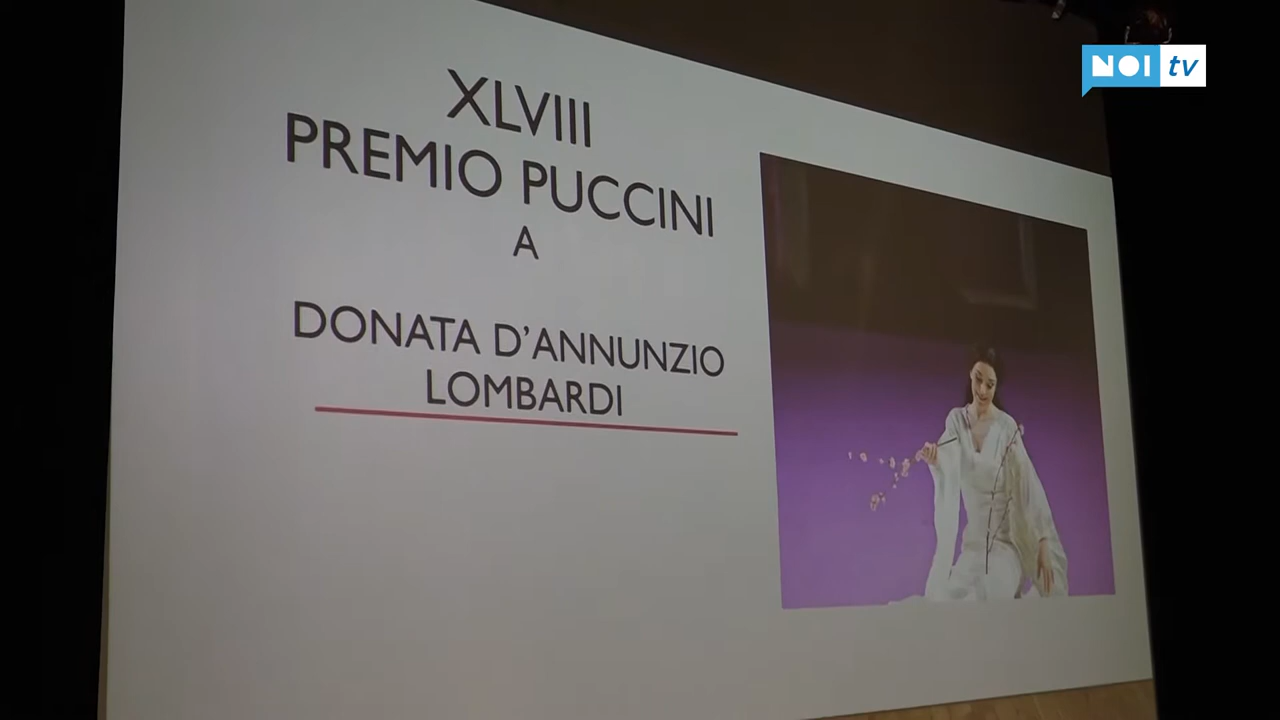 XLVIII
PREMIO PUCCINI
A
DONATA D'ANNUNZIO
LOMBARDI
NOI tv